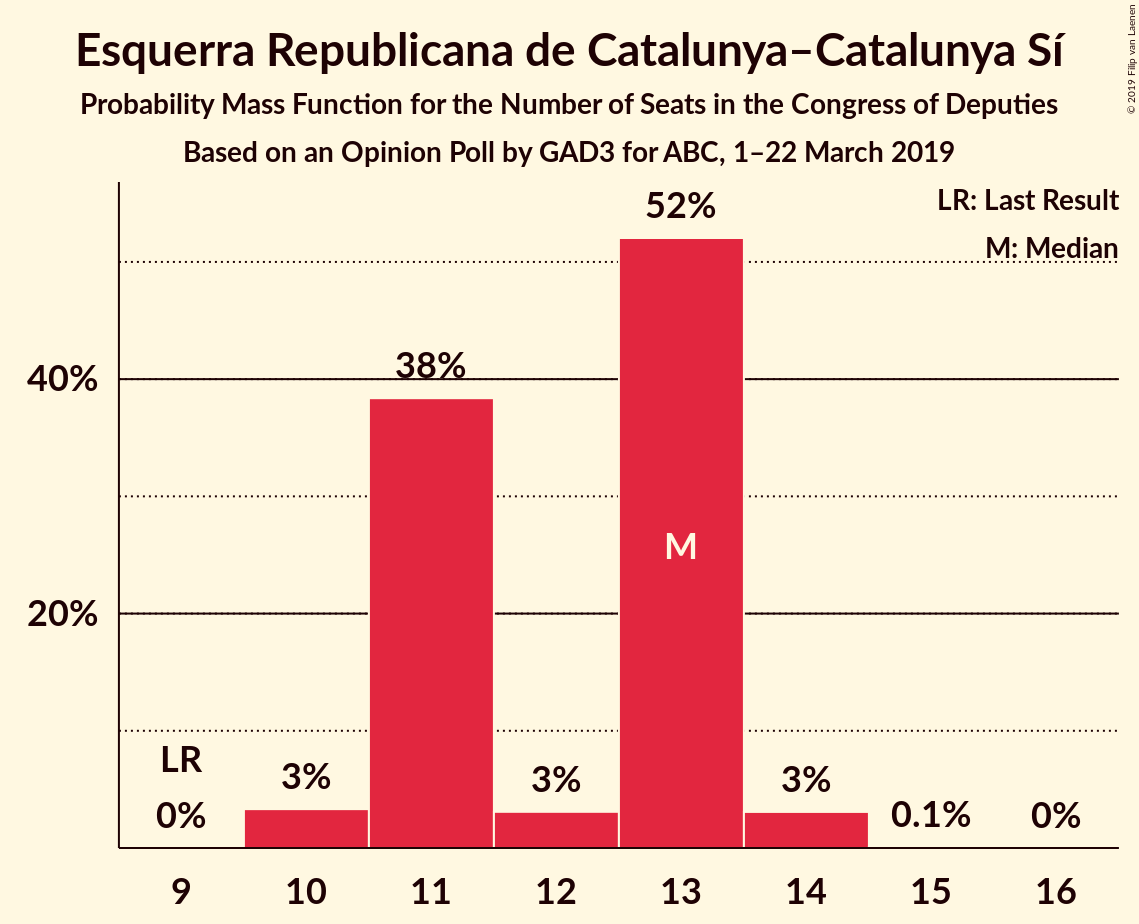 Esquerra Republicana de Catalunya–Catalunya Sí
Probability Mass Function for the Number of Seats in the Congress of Deputies
Based on an Opinion Poll by GAD3 for ABC, 1–22 March 2019
© 2019 Filip van Laenen
LR: Last Result
M: Median
52%
38%
40%
M
20%
LR
0%
3%
3%
3%
0.1%
0%
9 10 11 12 13 14 15 16